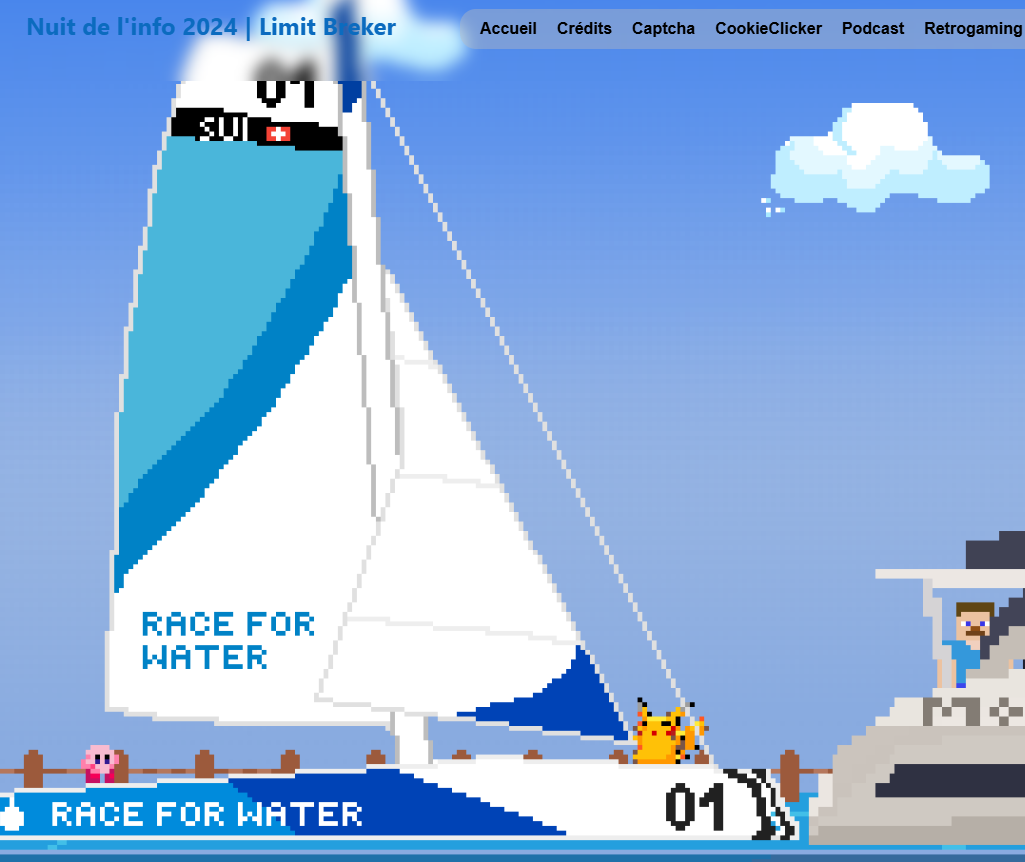 Nuit de l'info 2024 | Limit Breker
Accueil Crédits Captcha CookieClicker Podcast Retrogaming
01
SUI
RACE FOR
WATER
RACE FOR WATER
01